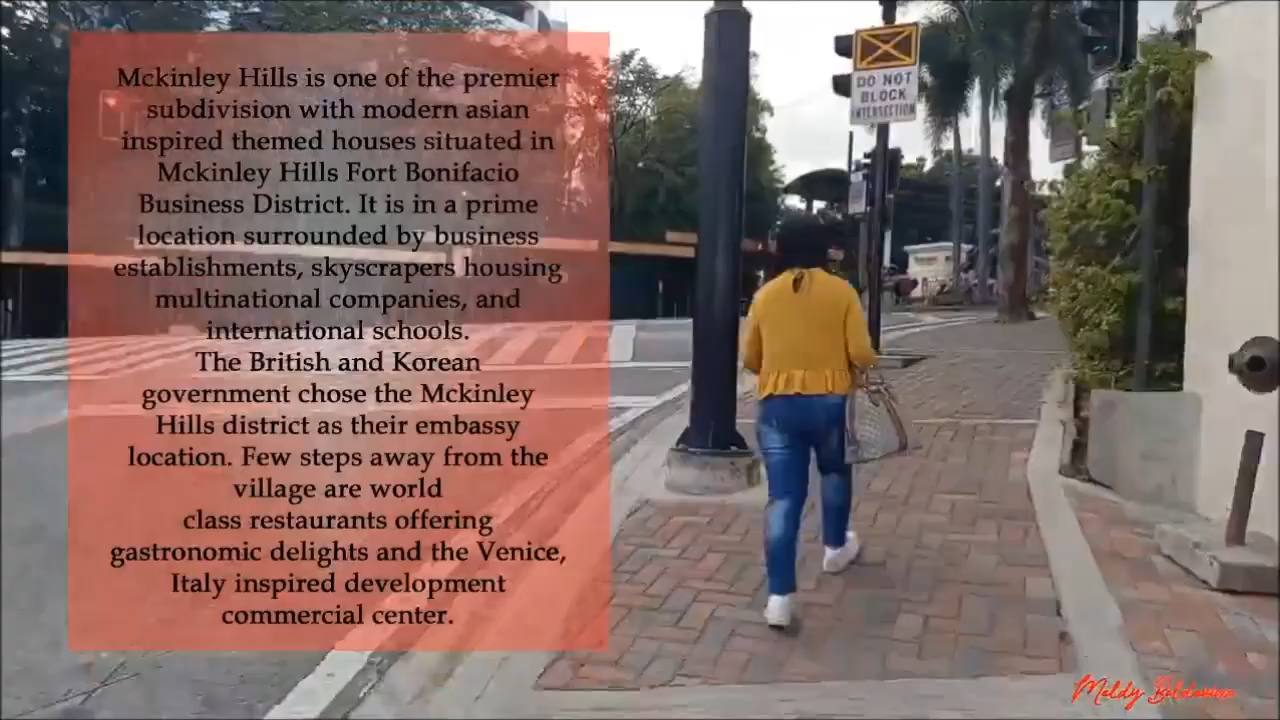 Mckinley Hills is one of the premier
subdivision with modern asian
inspired themed houses situated in
Mckinley Hills Fort Bonifacio
Business District. It is in a prime
location surrounded by business
establishments, skyscrapers housing
multinational companies, and
international schools.
The British and Korean
government chose the Mckinley
Hills district as their embassy
location. Few steps away from the
village are world
class restaurants offering
gastronomic delights and the Venice,
Italy inspired development
commercial center.
DO NOT
BLOCK
INTERSECTION
Meldy